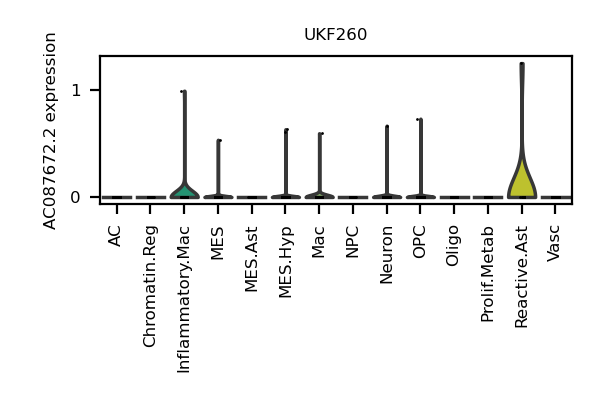 UKF260
AC087672.2 expression
1
0
AC
Chromatin.Reg
Inflammatory.Mac
MES
MES.Ast
MES.Hyp
Mac
NPC
Neuron
OPC
Oligo
Prolif.Metab
Reactive.Ast
Vasc